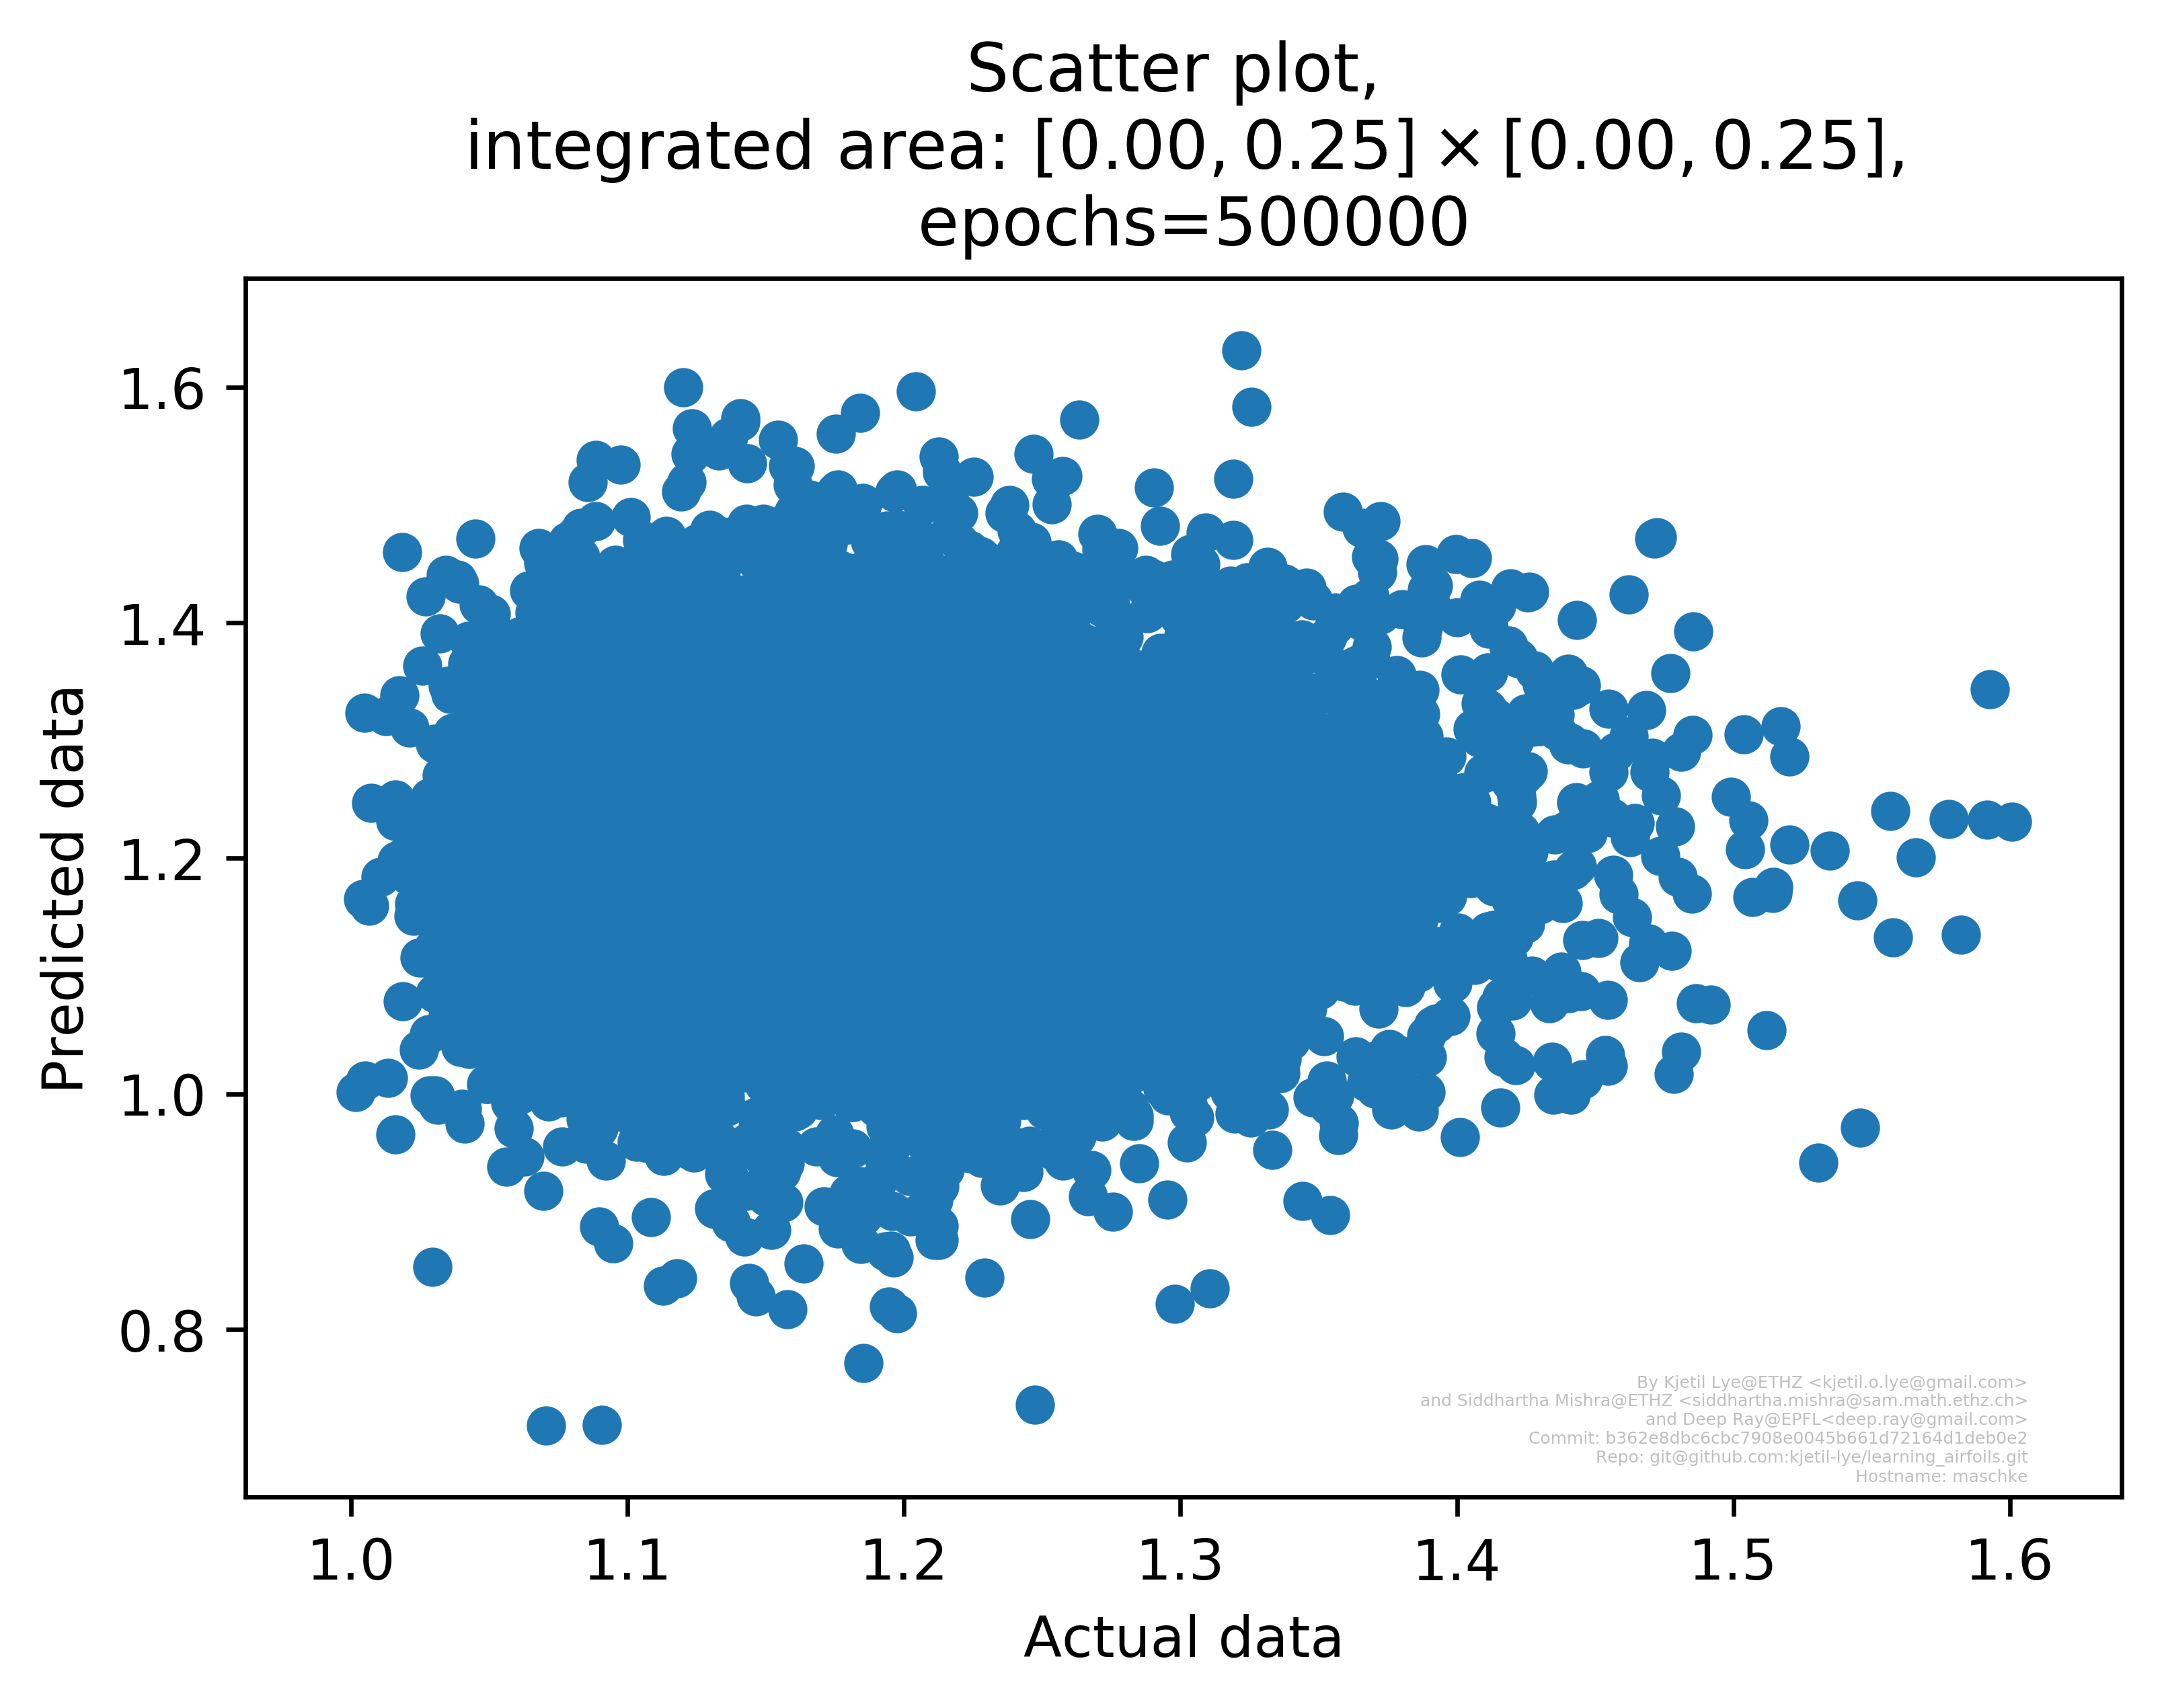 Scatter plot,
integrated area: [0.00, 0.25] × [0.00, 0.25],
epochs=500000
Predicted data
1.6
1.4
1.2
1.0
0.8
By Kjetil Lye@ETHZ <kjetil.o.lye@gmail.com>
and Siddhartha Mishra@ETHZ <siddhartha.mishra@sam.math.ethz.ch>
and Deep Ray@EPFL<deep.ray@gmail.com>
Commit: b362e8dbc6cbc7908e0045b661d72164d1deb0e2
Repo: git@github.com:kjetil-lye/learning_airfoils.git
Hostname: maschke
1.0 1.1 1.2 1.3 1.4 1.5 1.6
Actual data